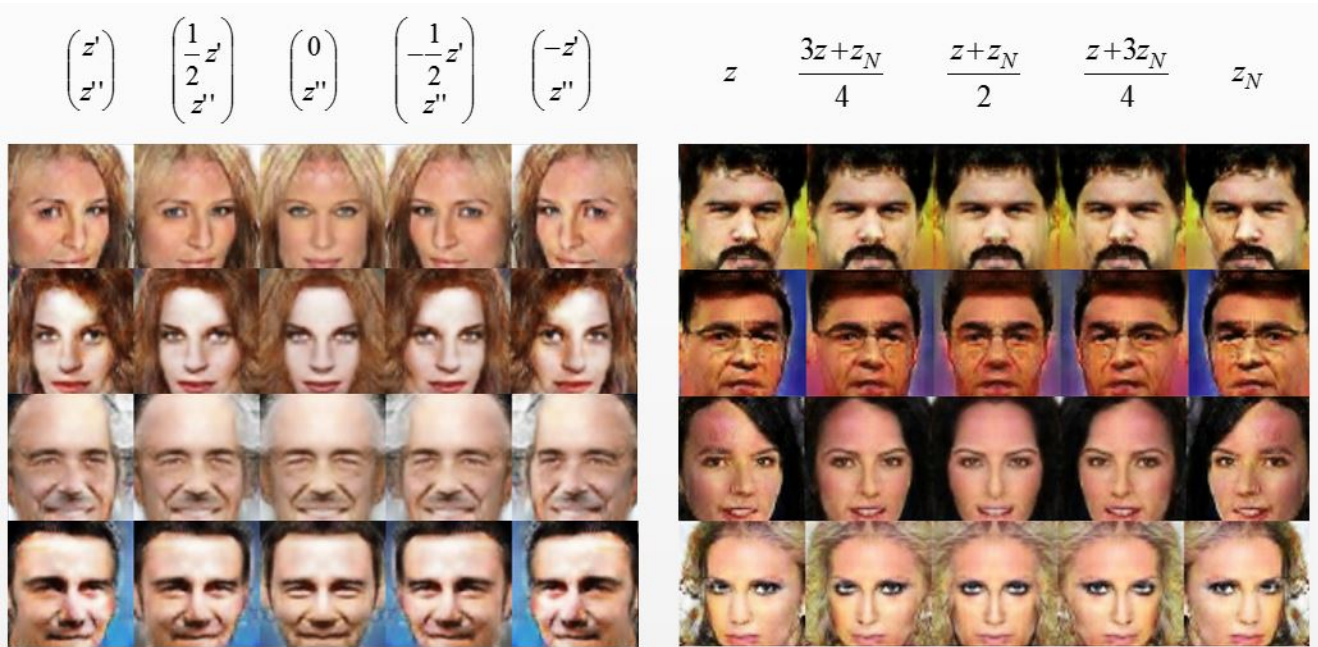 (z' z'') (1/2 z' z'') (0 z'') (-1/2 z' z'') (-z' z'')
z (3z+z_N)/4 (z+z_N)/2 (z+3z_N)/4 z_N